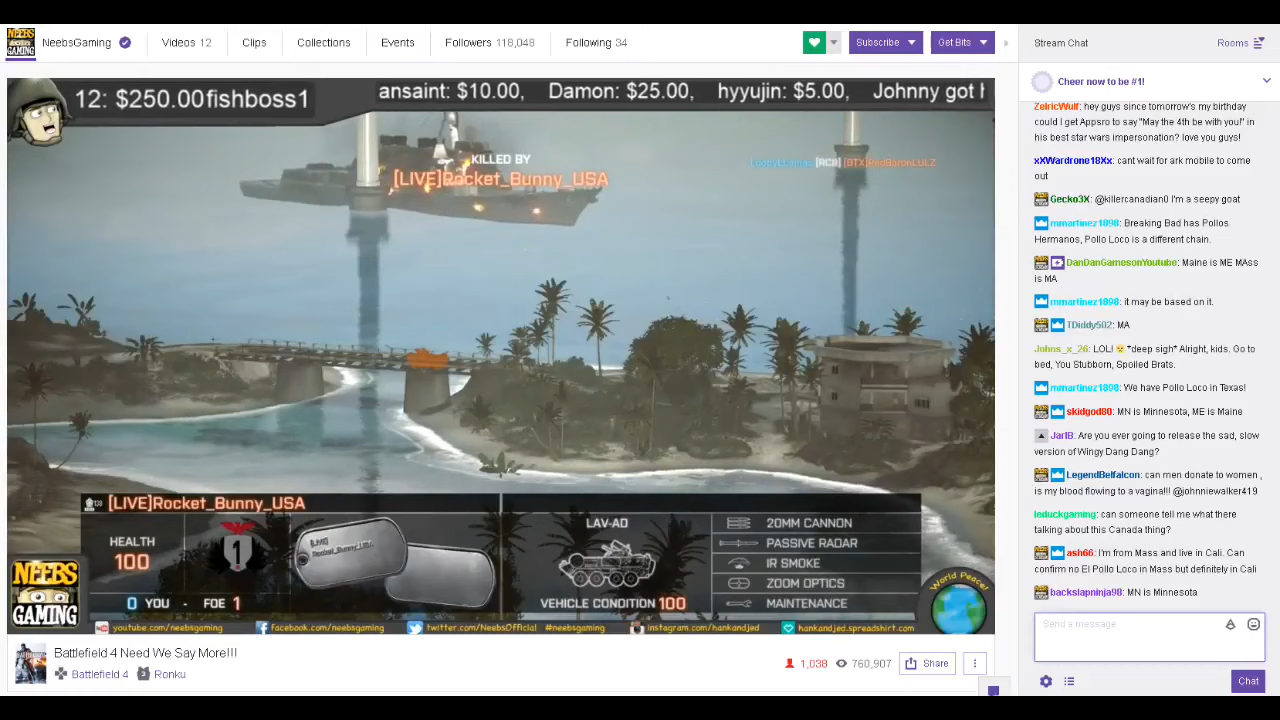 NEEBS
GAMING
NeebsGaming
Videos 12
Clips
Collections
Events
Followers 118,048
Following 34
Subscribe
Get Bits
Stream Chat
Rooms
12: $250.00fishboss1
ansaint: $10.00, Damon: $25.00, hyyujin: $5.00, Johnny got
KILLED BY
[LIVE]Rocket_Bunny_USA
[RCB] [BTX]RedBaronLULZ
[LIVE]Rocket_Bunny_USA
HEALTH
100
1
[LIVE]
Rocket_Bunny_USA
0 YOU - FOE 1
LAV-AD
VEHICLE CONDITION 100
20MM CANNON
PASSIVE RADAR
IR SMOKE
ZOOM OPTICS
MAINTENANCE
NEEBS
GAMING
World Peace!
youtube.com/neebsgaming
facebook.com/neebsgaming
twitter.com/NeebsOfficial #neebsgaming
instagram.com/hankandjed
hankandjed.spreadshirt.com
Battlefield 4 Need We Say More!!!
Battlefield 4
Ronku
1,038
760,907
Share
Cheer now to be #1!
ZelricWulf: hey guys since tomorrow's my birthday
could I get Appsro to say "May the 4th be with you!" in
his best star wars impersonation? love you guys!
xXWardrone18Xx: cant wait for ark mobile to come
out
Gecko3X: @killercanadian0 I'm a seepy goat
mmartinez1898: Breaking Bad has Pollos
Hermanos, Pollo Loco is a different chain.
DanDanGamesonYoutube: Maine is ME MAss
is MA
mmartinez1898: it may be based on it.
TDiddy502: MA
Johns_x_26: LOL! *deep sigh* Alright, kids. Go to
bed, You Stubborn, Spoiled Brats.
mmartinez1898: We have Pollo Loco in Texas!
skidgod80: MN is Minnesota, ME is Maine
JarlB: Are you ever going to release the sad, slow
version of Wingy Dang Dang?
LegendBelfalcon: can men donate to women ,
is my blood flowing to a vagina!!! @johnniewalker419
leduckgaming: can someone tell me what there
talking about this Canada thing?
ash66: I'm from Mass and live in Cali. Can
confirm no El Pollo Loco in Mass but definitely in Cali
backslapninja98: MN is Minnesota
Send a message
Chat